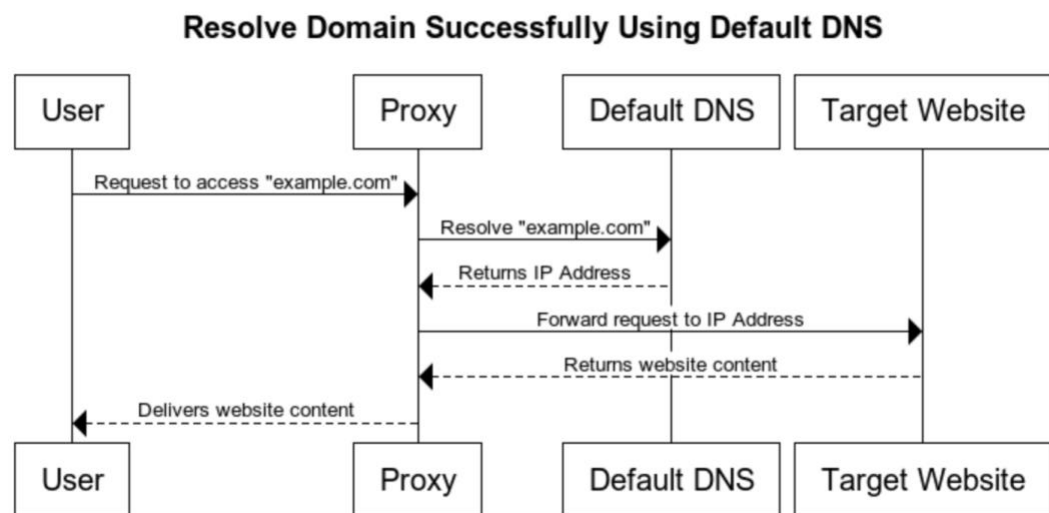 Resolve Domain Successfully Using Default DNS
User Proxy Default DNS Target Website
Request to access "example.com"
Resolve "example.com"
Returns IP Address
Forward request to IP Address
Returns website content
Delivers website content
User Proxy Default DNS Target Website